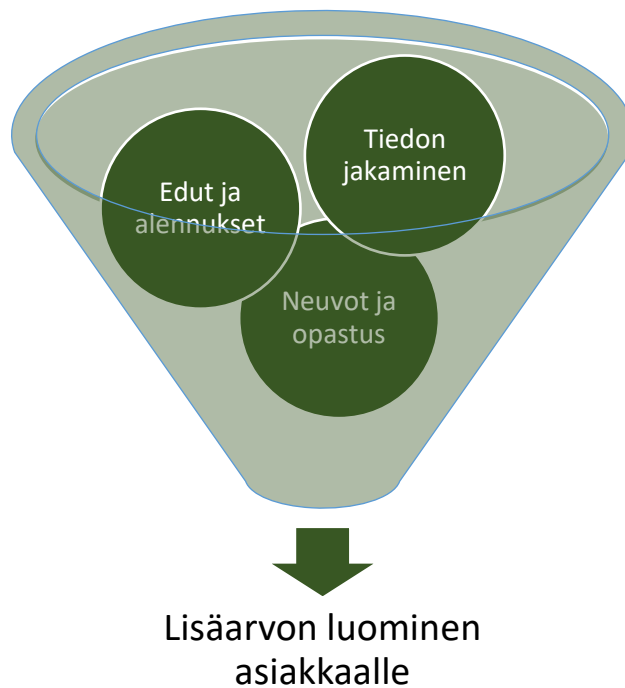 Tiedon
jakaminen
Edut ja
alennukset
Neuvot ja
opastus
Lisäarvon luominen
asiakkaalle